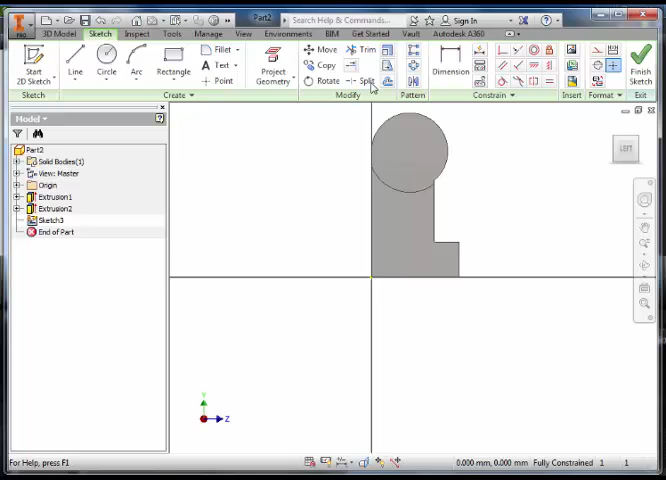 PRO
Part2
Search Help & Commands...
Sign In
3D Model Sketch Inspect Tools Manage View Environments BIM Get Started Vault Autodesk A360
Start
2D Sketch
Line
Circle
Arc
Rectangle
Fillet
Text
Point
Project
Geometry
Move
Copy
Rotate
Trim
Split
Dimension
Finish
Sketch
Sketch Create Modify Pattern Constrain Insert Format Exit
Model
Part2
Solid Bodies(1)
View: Master
Origin
Extrusion1
Extrusion2
Sketch3
End of Part
LEFT
Y
Z
For Help, press F1
0.000 mm, 0.000 mm Fully Constrained 1 1